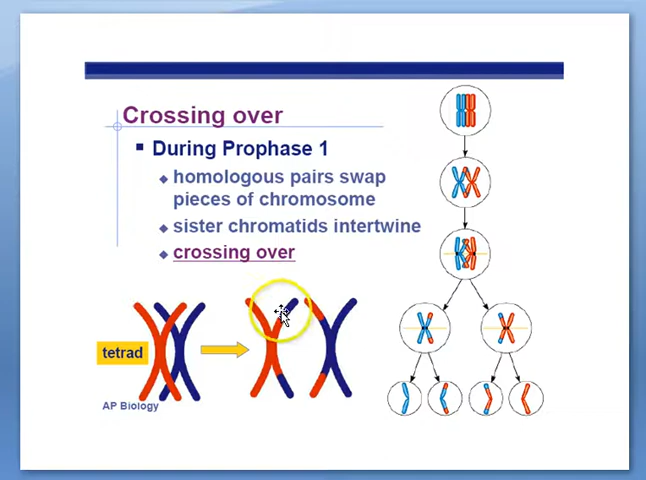 Crossing over
During Prophase 1
homologous pairs swap
pieces of chromosome
sister chromatids intertwine
crossing over
tetrad
AP Biology